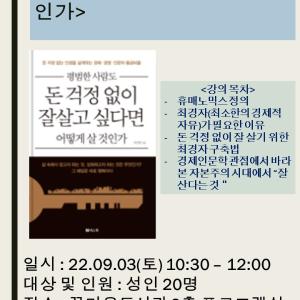 인가>
평범한 사람도
돈 걱정 없이
잘살고 싶다면
어떻게 살 것인가
<강의 목차>
- 휴매노믹스정의
- 최경자(최소한의 경제적
자유)가 필요한 이유
- 돈 걱정 없이 잘 살기 위한
최경자 구축법
- 경제인문학 관점에서 바라
본 자본주의 시대에서 “잘
산다는 것 "
일시 : 22.09.03(토) 10:30 – 12:00
대상 및 인원 : 성인 20명